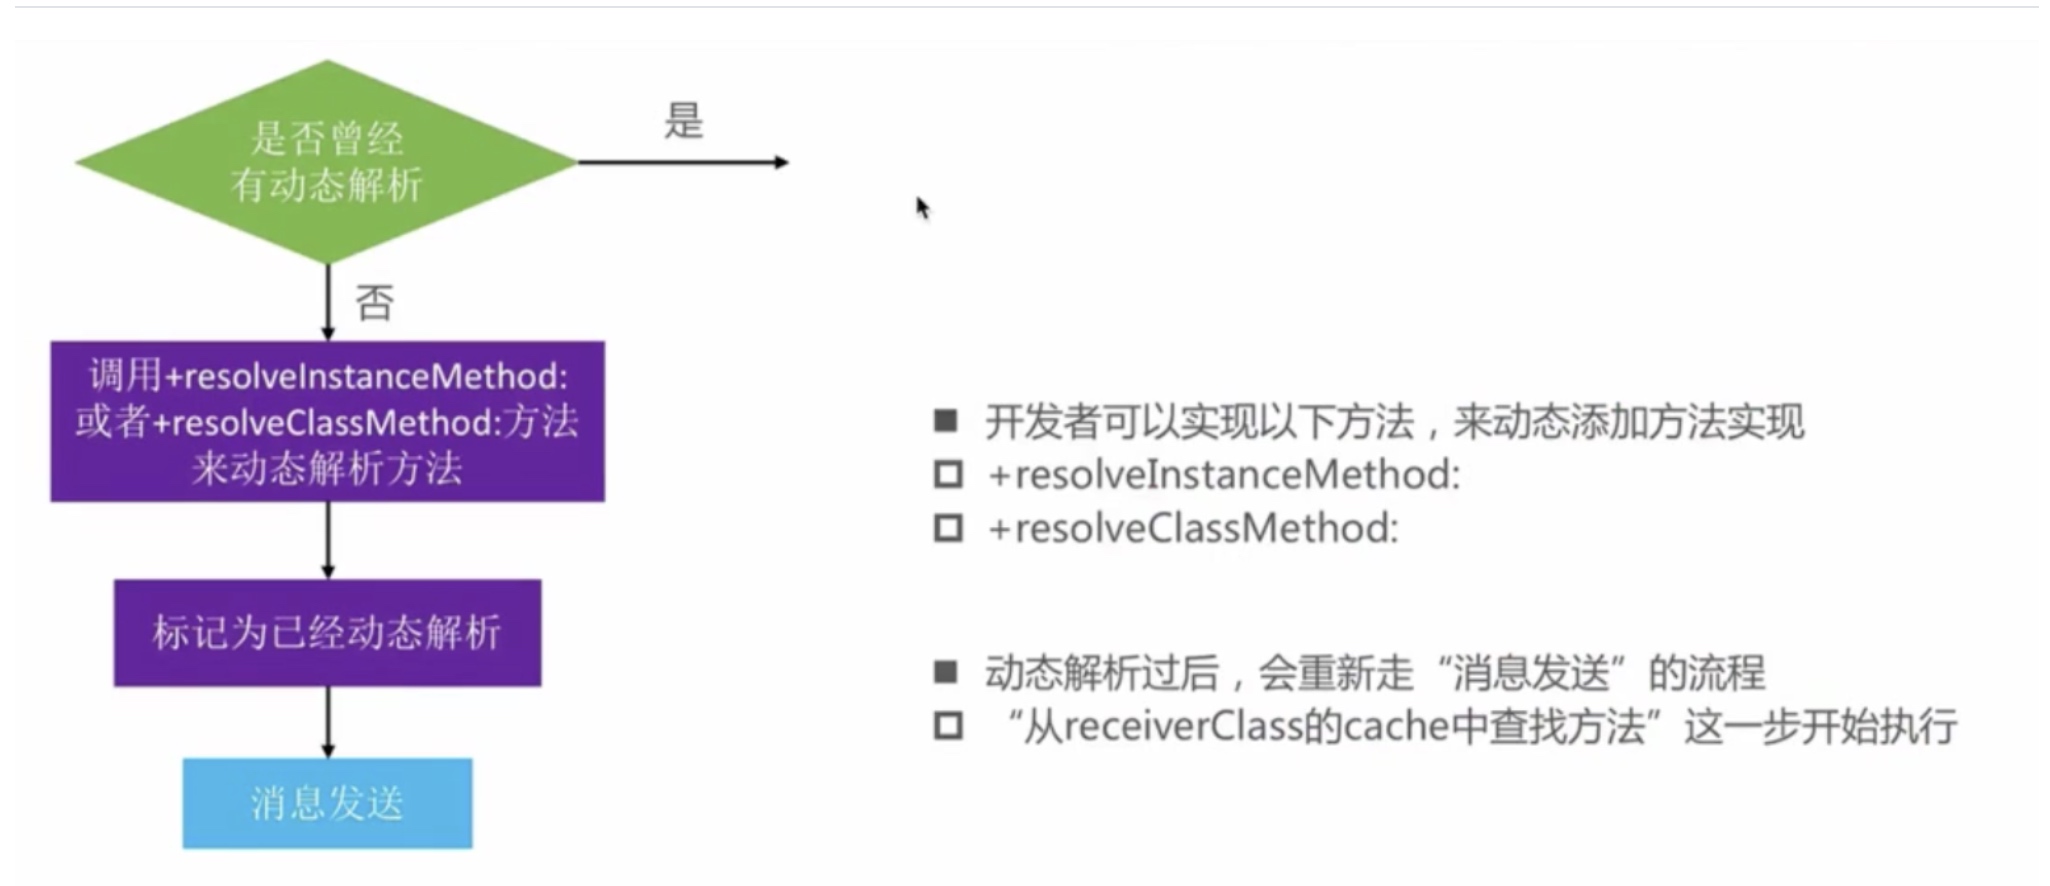 是否曾经
有动态解析
是
否
调用+resolveInstanceMethod:
或者+resolveClassMethod:方法
来动态解析方法
标记为已经动态解析
消息发送
开发者可以实现以下方法，来动态添加方法实现
+resolveInstanceMethod:
+resolveClassMethod:
动态解析过后，会重新走“消息发送”的流程
“从receiverClass的cache中查找方法”这一步开始执行